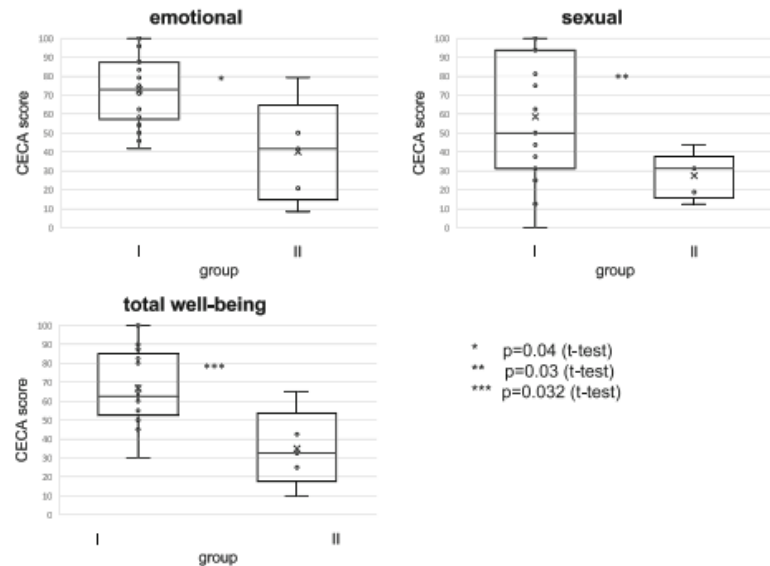 emotional
100
90
80
70
60
50
40
30
20
10
0
CECA score
*
I
II
group
sexual
100
90
80
70
60
50
40
30
20
10
0
CECA score
**
I
II
group
total well-being
100
90
80
70
60
50
40
30
20
10
0
CECA score
***
I
II
group
* p=0.04 (t-test)
** p=0.03 (t-test)
*** p=0.032 (t-test)